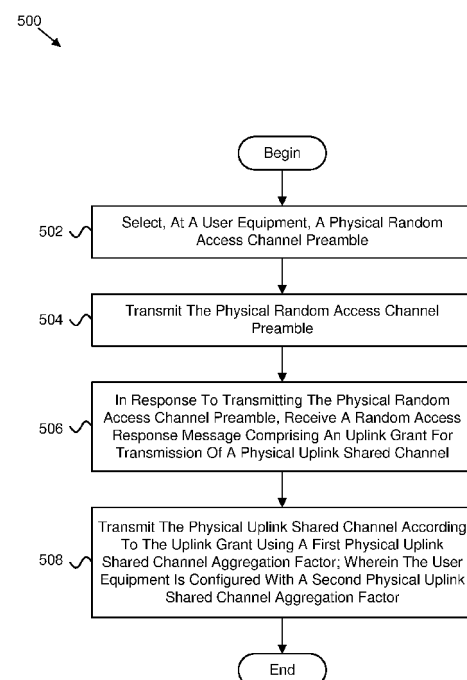 500
Begin
502
Select, At A User Equipment, A Physical Random
Access Channel Preamble
504
Transmit The Physical Random Access Channel
Preamble
506
In Response To Transmitting The Physical Random
Access Channel Preamble, Receive A Random Access
Response Message Comprising An Uplink Grant For
Transmission Of A Physical Uplink Shared Channel
508
Transmit The Physical Uplink Shared Channel According
To The Uplink Grant Using A First Physical Uplink
Shared Channel Aggregation Factor; Wherein The User
Equipment Is Configured With A Second Physical Uplink
Shared Channel Aggregation Factor
End